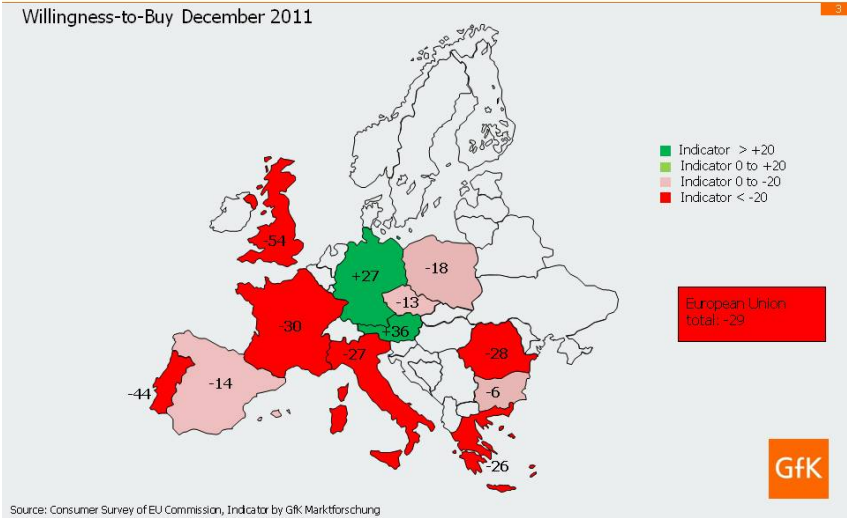 Willingness-to-Buy December 2011
3
Indicator > +20
Indicator 0 to +20
Indicator 0 to -20
Indicator < -20
-54
+27
-18
-13
+36
-30
-27
-28
European Union
total: -29
-14
-44
-6
-26
GfK
Source: Consumer Survey of EU Commission, Indicator by GfK Marktforschung